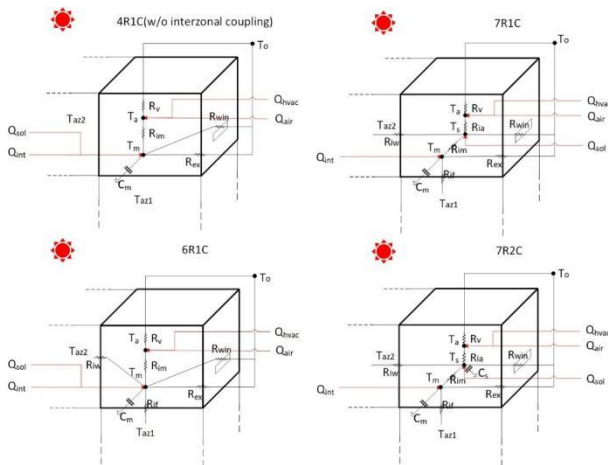 4R1C(w/o interzonal coupling)
To
Rv
Ta
Qhvac
Taz2
Rwin
Qair
Qsol
Rim
Tm
Qint
Rex
Cm
Taz1
7R1C
To
Ta Rv
Qhvac
Taz2
Ts Ria
Qair
Rwin
Riw
Tm Rim
Qsol
Qint
Rex
Cm
Rif
Taz1
6R1C
To
Ta Rv
Qhvac
Taz2
Rwin
Qair
Qsol
Riw
Rim
Tm
Qint
Rex
Cm
Rif
Taz1
7R2C
To
Ta Rv
Qhvac
Taz2
Ts Ria
Qair
Rwin
Riw
Cs
Tm Rim
Qsol
Qint
Rex
Cm
Rif
Taz1